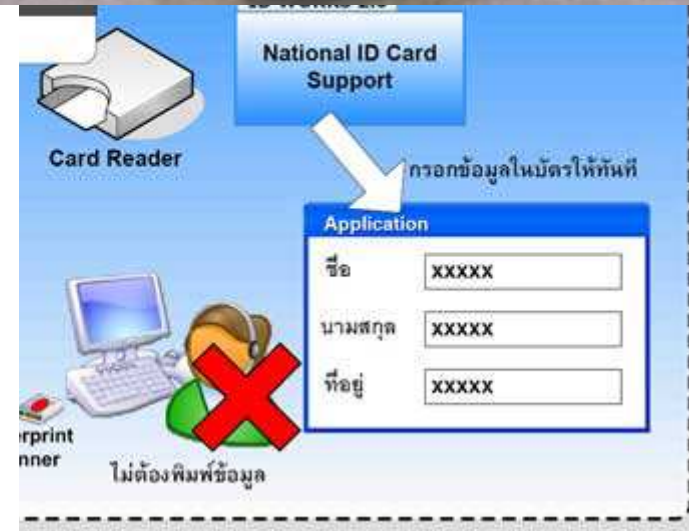 National ID Card
Support
Card Reader
กรอกข้อมูลในบัตรให้ทันที
Application
ชื่อ
xxxxx
นามสกุล
xxxxx
ที่อยู่
xxxxx
rprint
nner
ไม่ต้องพิมพ์ข้อมูล